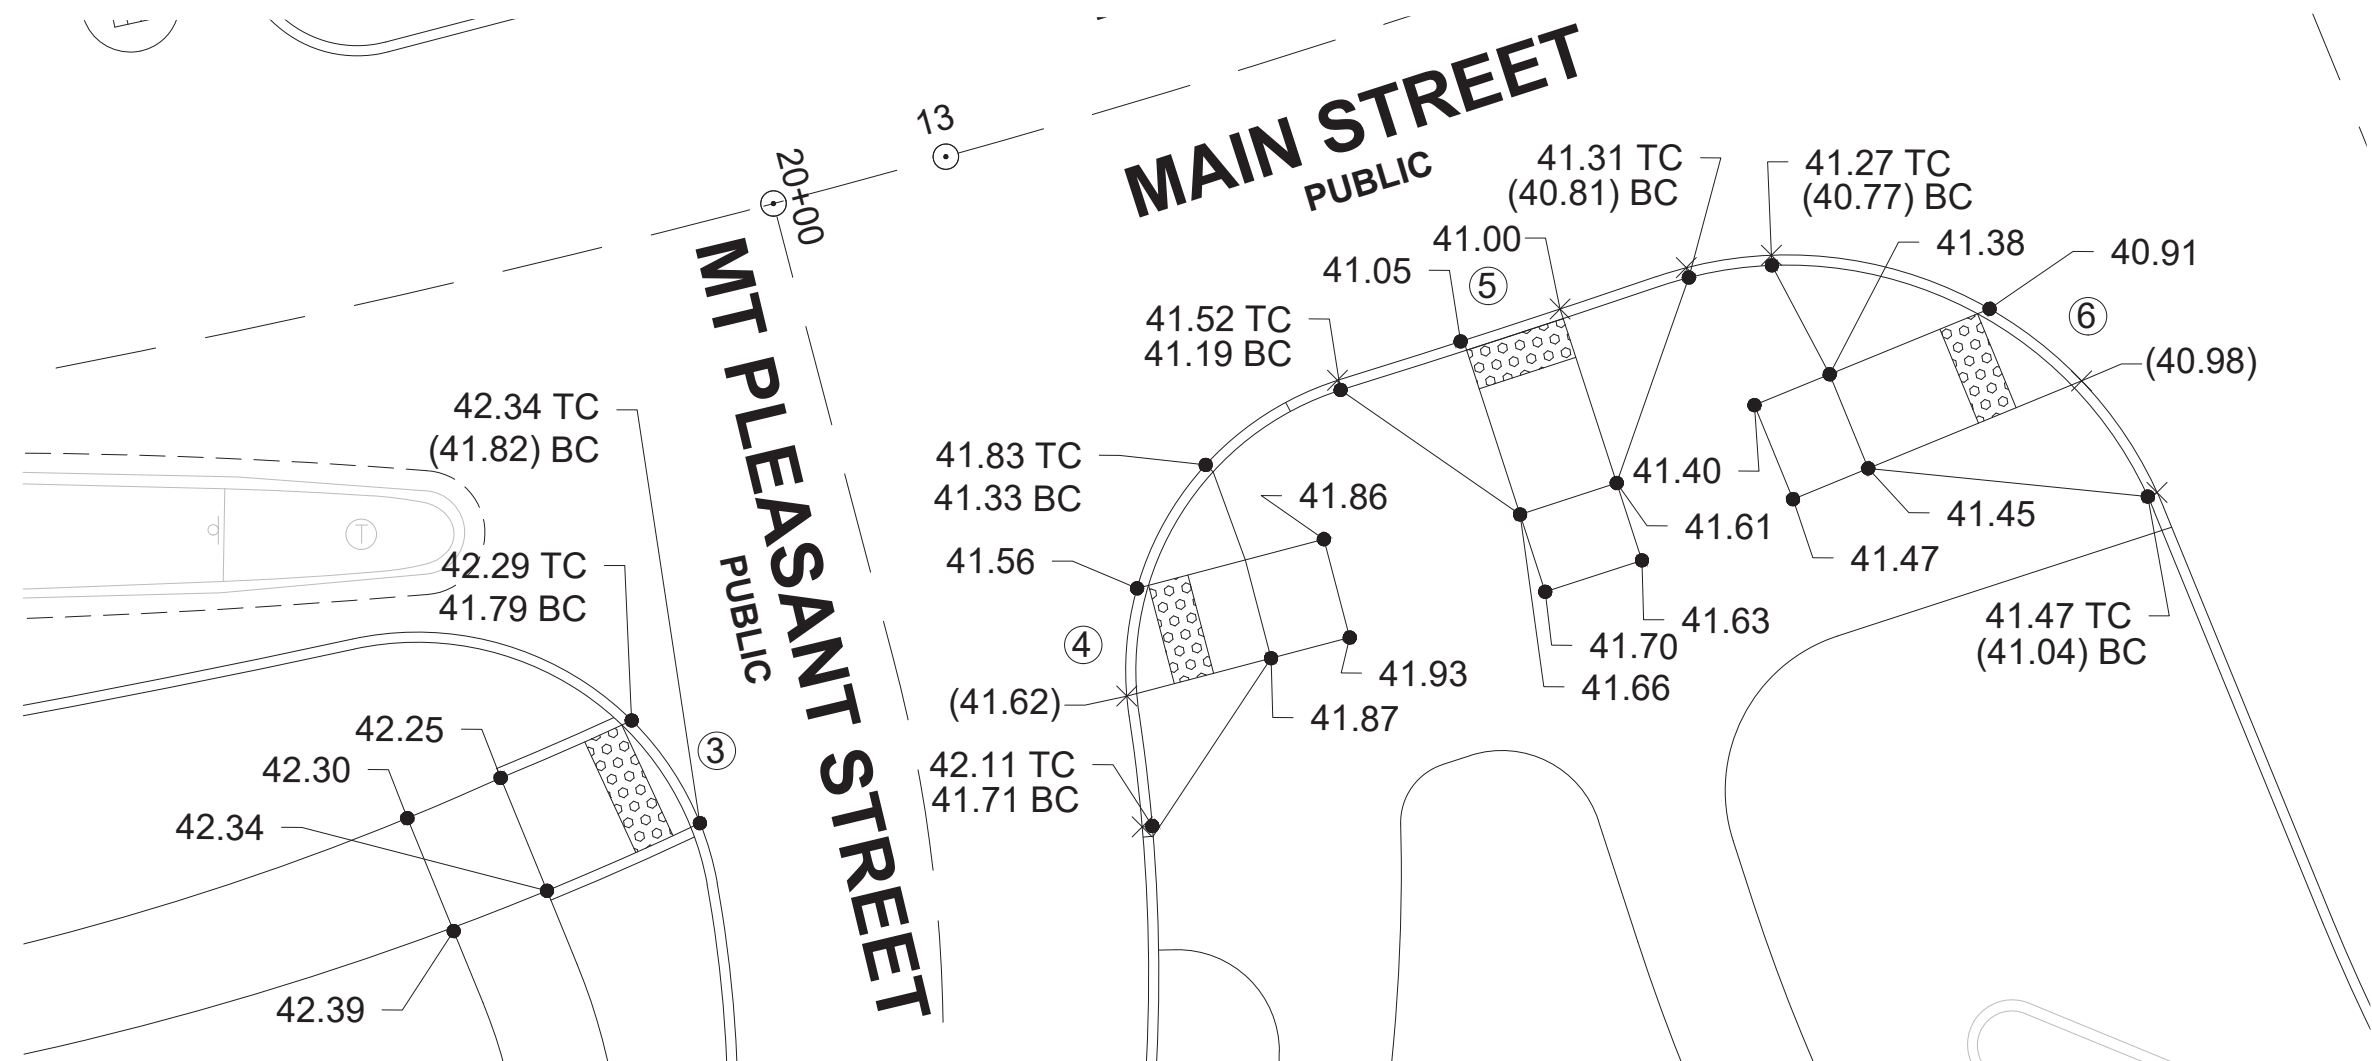 13
20+00
MAIN STREET
PUBLIC
MT PLEASANT STREET
PUBLIC
41.31 TC
(40.81) BC
41.27 TC
(40.77) BC
41.00
41.38
40.91
41.05
5
6
41.52 TC
41.19 BC
(40.98)
42.34 TC
(41.82) BC
41.83 TC
41.33 BC
41.86
41.40
41.61
41.45
41.47
T
42.29 TC
41.79 BC
41.56
4
41.63
41.70
41.66
41.47 TC
(41.04) BC
41.93
(41.62)
41.87
42.25
3
42.30
42.11 TC
41.71 BC
42.34
42.39